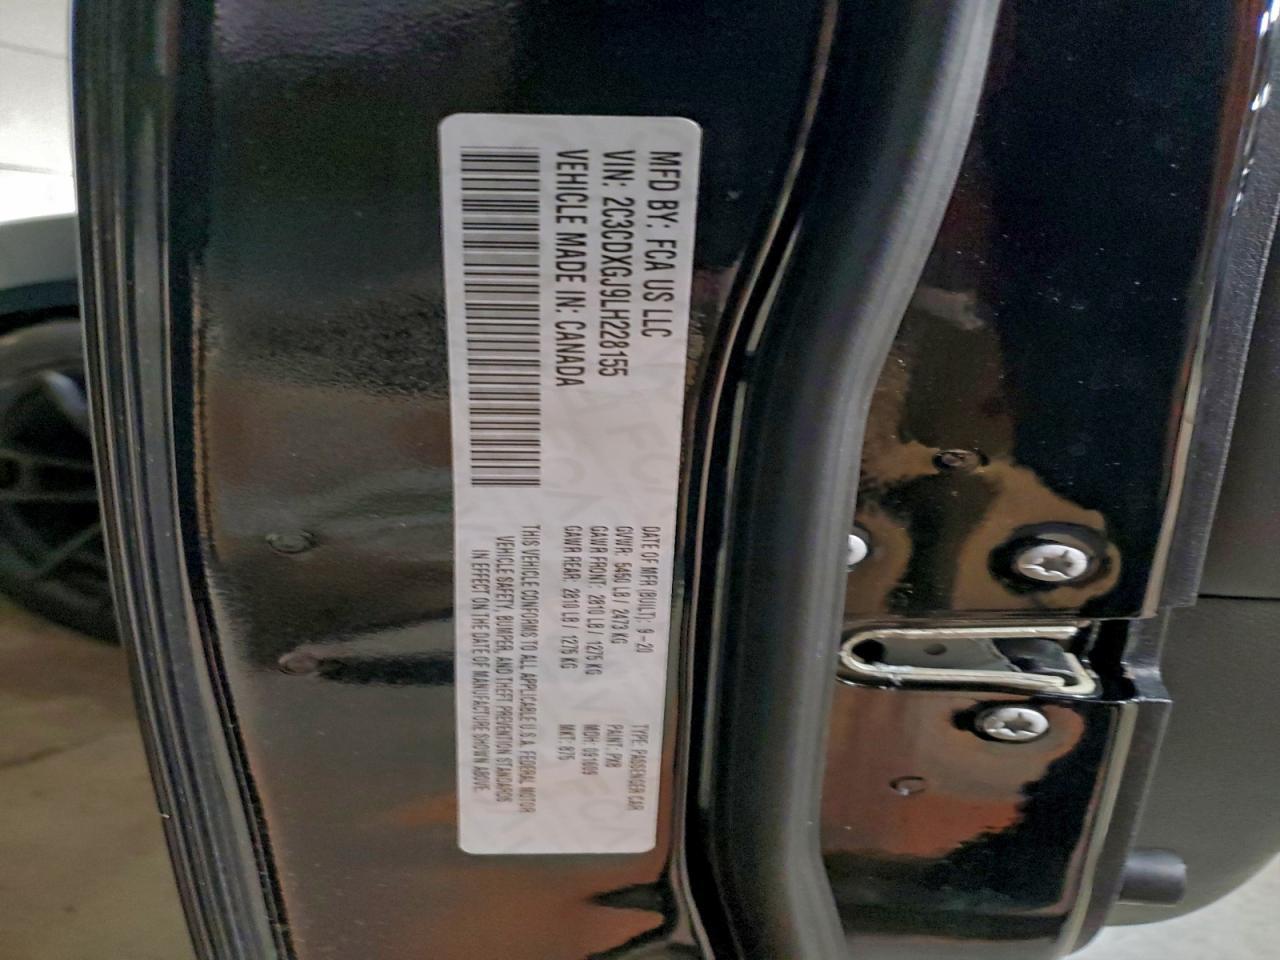 MFD BY: FCA US LLC
VIN: 2C3CDXGJ9LH228155
VEHICLE MADE IN: CANADA
DATE OF MFR (BUILT): 9-20
GVWR: 5450 LB / 2473 KG
GAWR FRONT: 2810 LB / 1275 KG
GAWR REAR: 2810 LB / 1275 KG
TYPE: PASSENGER CAR
PAINT: PX8
MDH: 091609
MKT: 875
THIS VEHICLE CONFORMS TO ALL APPLICABLE U.S.A. FEDERAL MOTOR
VEHICLE SAFETY, BUMPER, AND THEFT PREVENTION STANDARDS
IN EFFECT ON THE DATE OF MANUFACTURE SHOWN ABOVE.